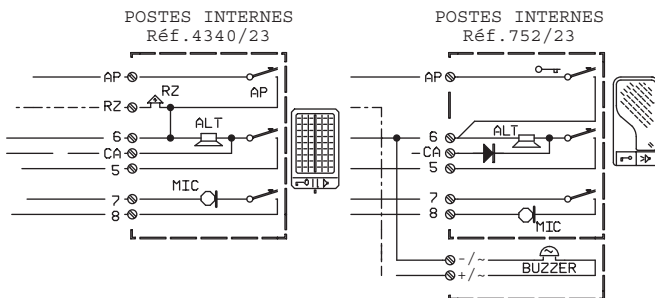 POSTES INTERNES
Réf.4340/23
AP
RZ
AP
RZ
ALT
6
CA
5
MIC
7
8
POSTES INTERNES
Réf.752/23
AP
6
ALT
CA
5
7
8
MIC
-/~
BUZZER
+/~